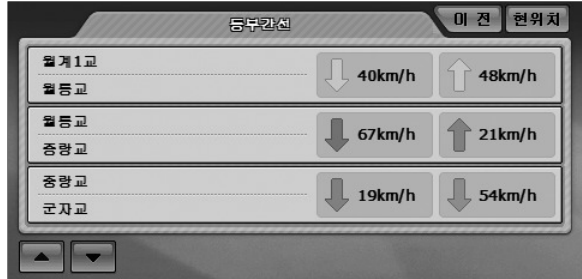 동부간선
이 전
현위치
월계1교
월릉교
40km/h
48km/h
월릉교
중랑교
67km/h
21km/h
중랑교
군자교
19km/h
54km/h